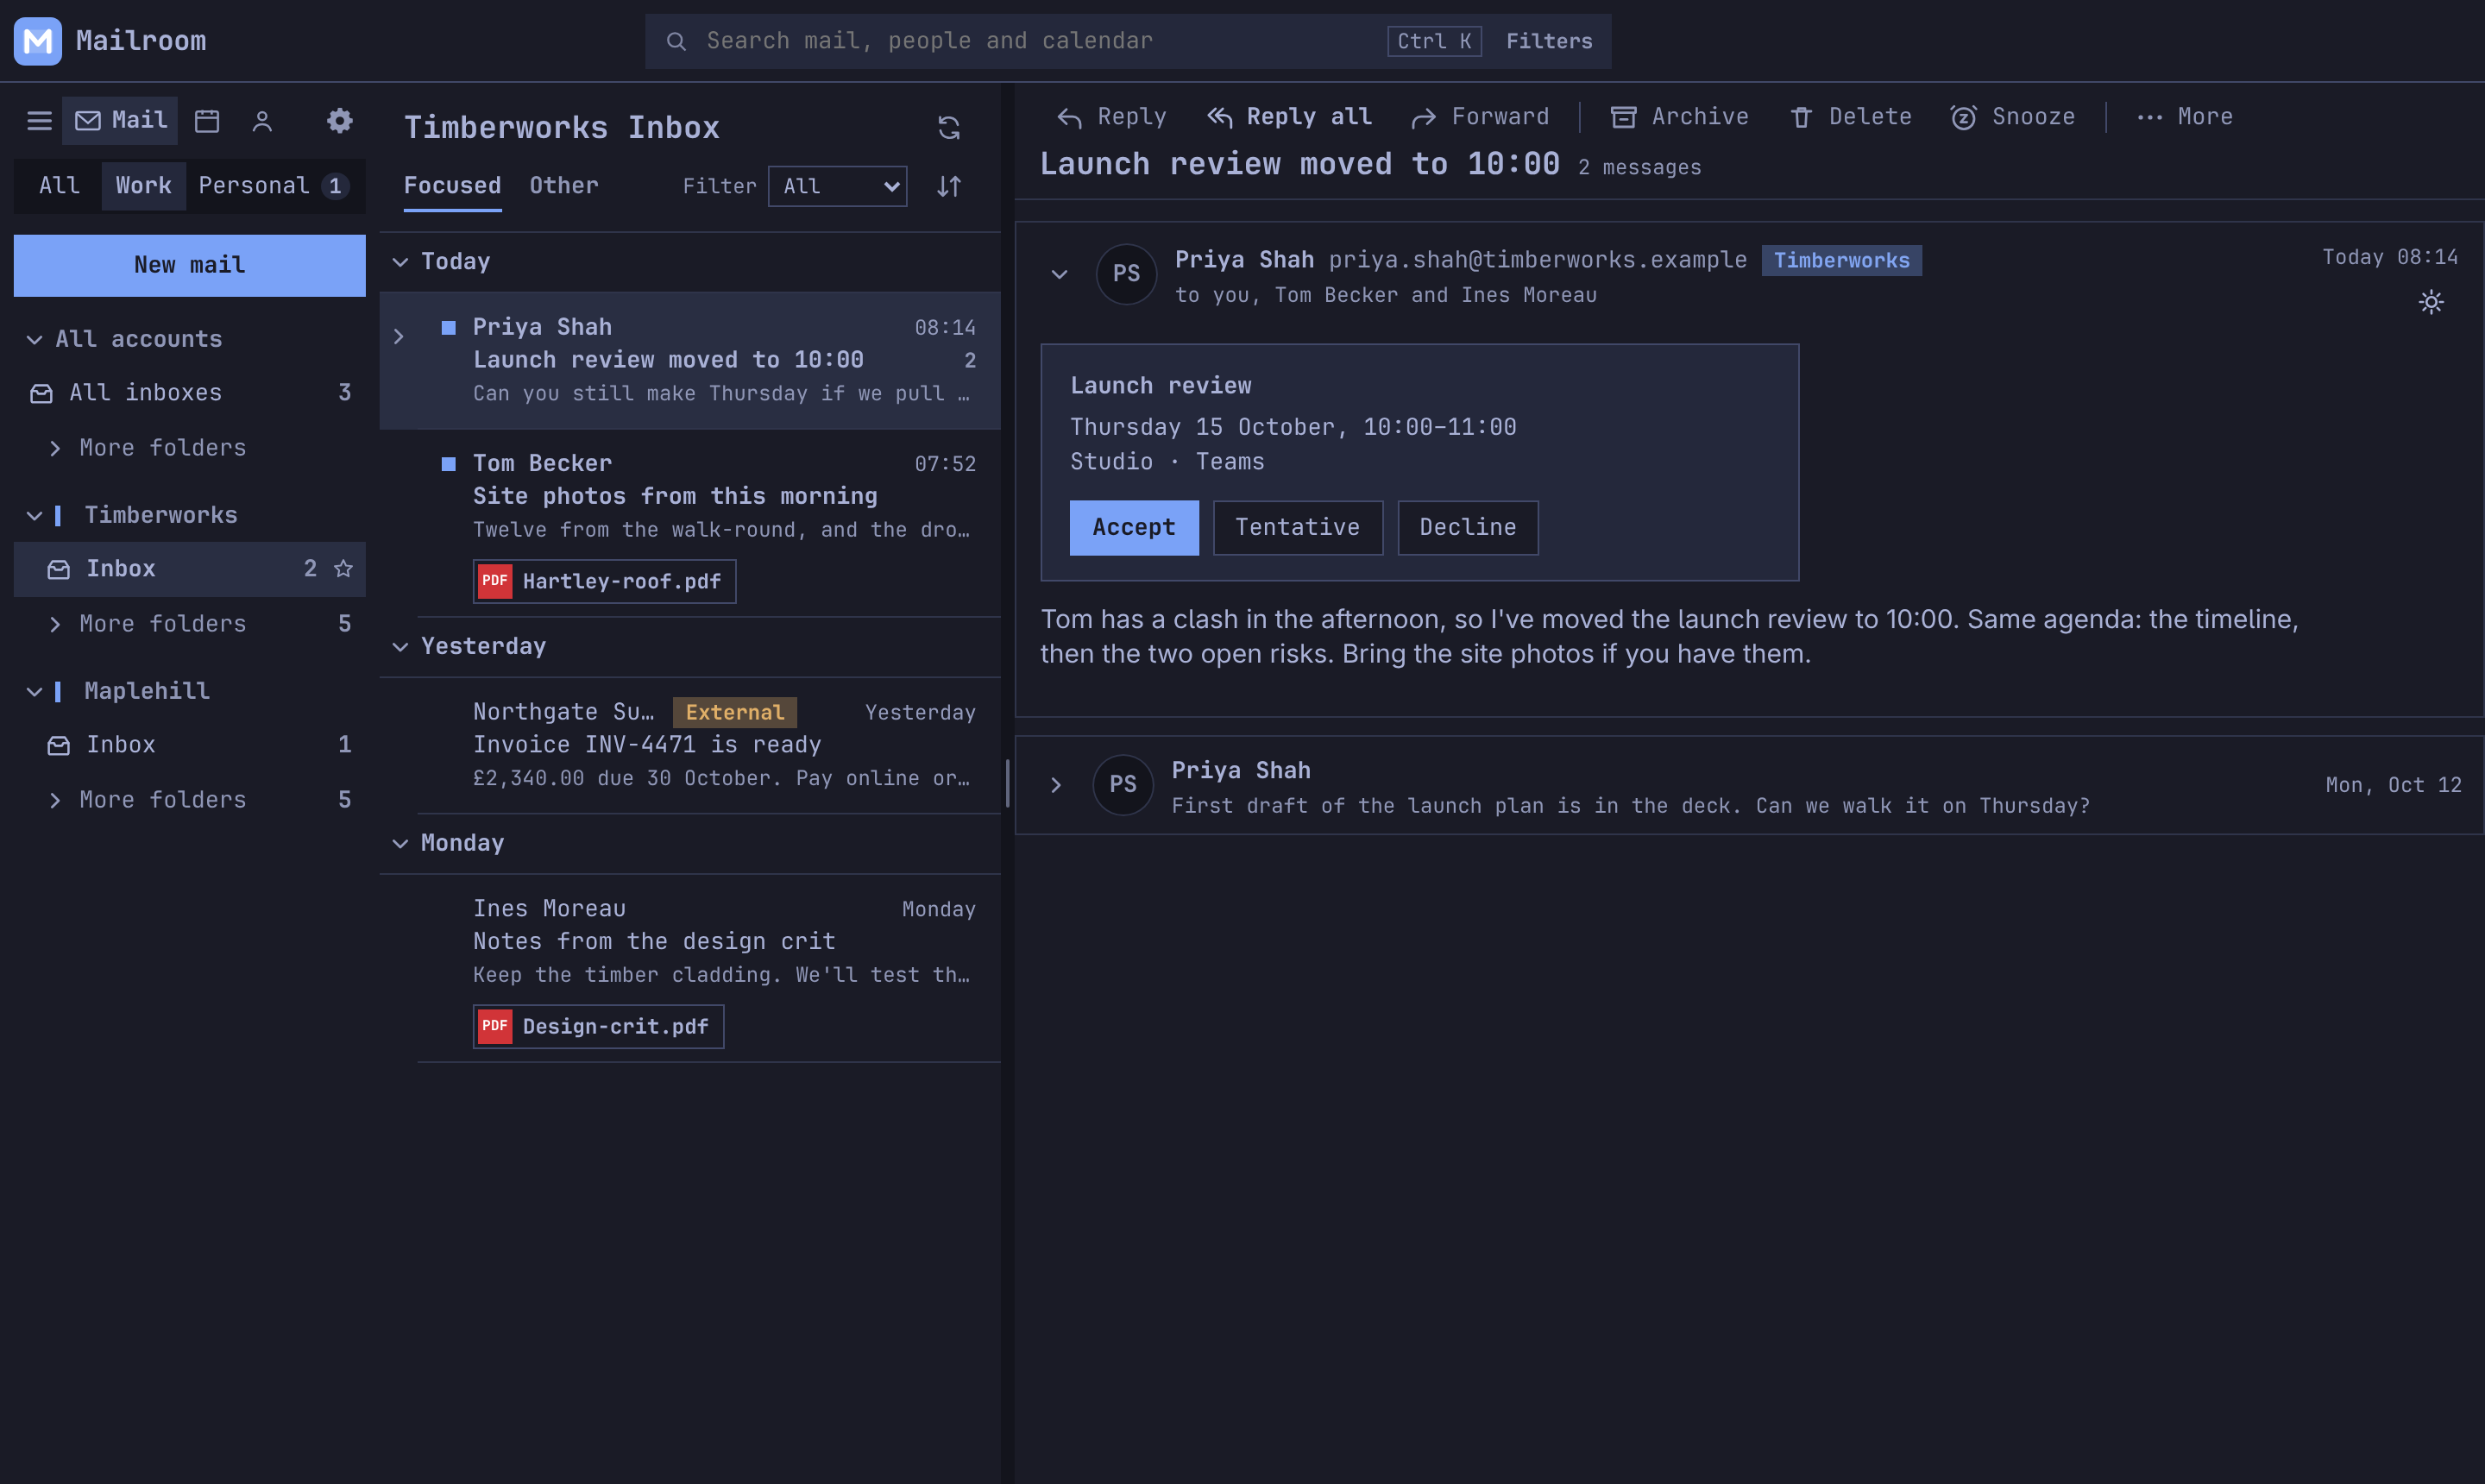 Mailroom
Search mail, people and calendar
Ctrl K
Filters
Mail
All
Work
Personal 1
New mail
All accounts
All inboxes 3
More folders
Timberworks
Inbox 2
More folders 5
Maplehill
Inbox 1
More folders 5
Timberworks Inbox
Focused
Other
Filter
All
Today
Priya Shah 08:14
Launch review moved to 10:00 2
Can you still make Thursday if we pull …
Tom Becker 07:52
Site photos from this morning
Twelve from the walk-round, and the dro…
PDF Hartley-roof.pdf
Yesterday
Northgate Su… External Yesterday
Invoice INV-4471 is ready
£2,340.00 due 30 October. Pay online or…
Monday
Ines Moreau Monday
Notes from the design crit
Keep the timber cladding. We'll test th…
PDF Design-crit.pdf
Reply
Reply all
Forward
Archive
Delete
Snooze
More
Launch review moved to 10:00 2 messages
PS
Priya Shah priya.shah@timberworks.example Timberworks
Today 08:14
to you, Tom Becker and Ines Moreau
Launch review
Thursday 15 October, 10:00–11:00
Studio · Teams
Accept
Tentative
Decline
Tom has a clash in the afternoon, so I've moved the launch review to 10:00. Same agenda: the timeline,
then the two open risks. Bring the site photos if you have them.
PS
Priya Shah
Mon, Oct 12
First draft of the launch plan is in the deck. Can we walk it on Thursday?